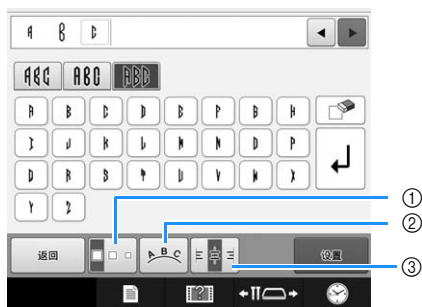 A B C
ABC ABC ABC
A B C D E F G H
I J K L M N O P
Q R S T U V W X
Y Z
①
②
返回 A B C 设置
③